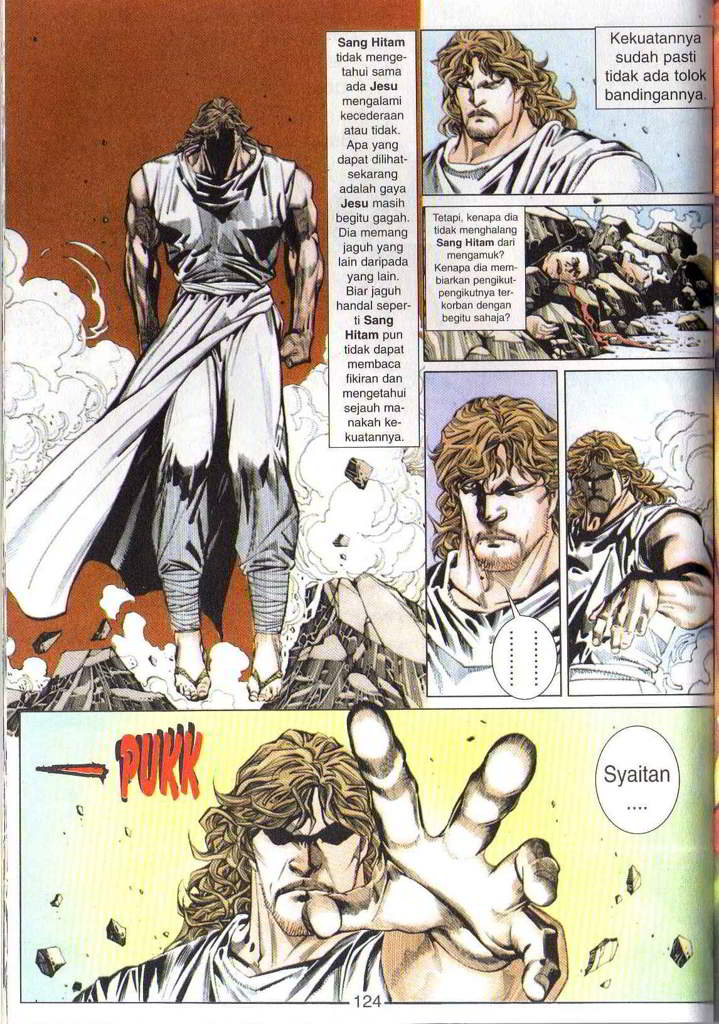 Sang Hitam
tidak menge-
tahui sama
ada Jesu
mengalami
kecederaan
atau tidak.
Apa yang
dapat dilihat-
sekarang
adalah gaya
Jesu masih
begitu gagah.
Dia memang
jaguh yang
lain daripada
yang lain.
Biar jaguh
handal seper-
ti Sang
Hitam pun
tidak dapat
membaca
fikiran dan
mengetahui
sejauh ma-
nakah ke-
kuatannya.
Kekuatannya
sudah pasti
tidak ada tolok
bandingannya.
Tetapi, kenapa dia
tidak menghalang
Sang Hitam dari
mengamuk?
Kenapa dia mem-
biarkan pengikut-
pengikutnya ter-
korban dengan
begitu sahaja?
......
......
PUKK
Syaitan
....
124